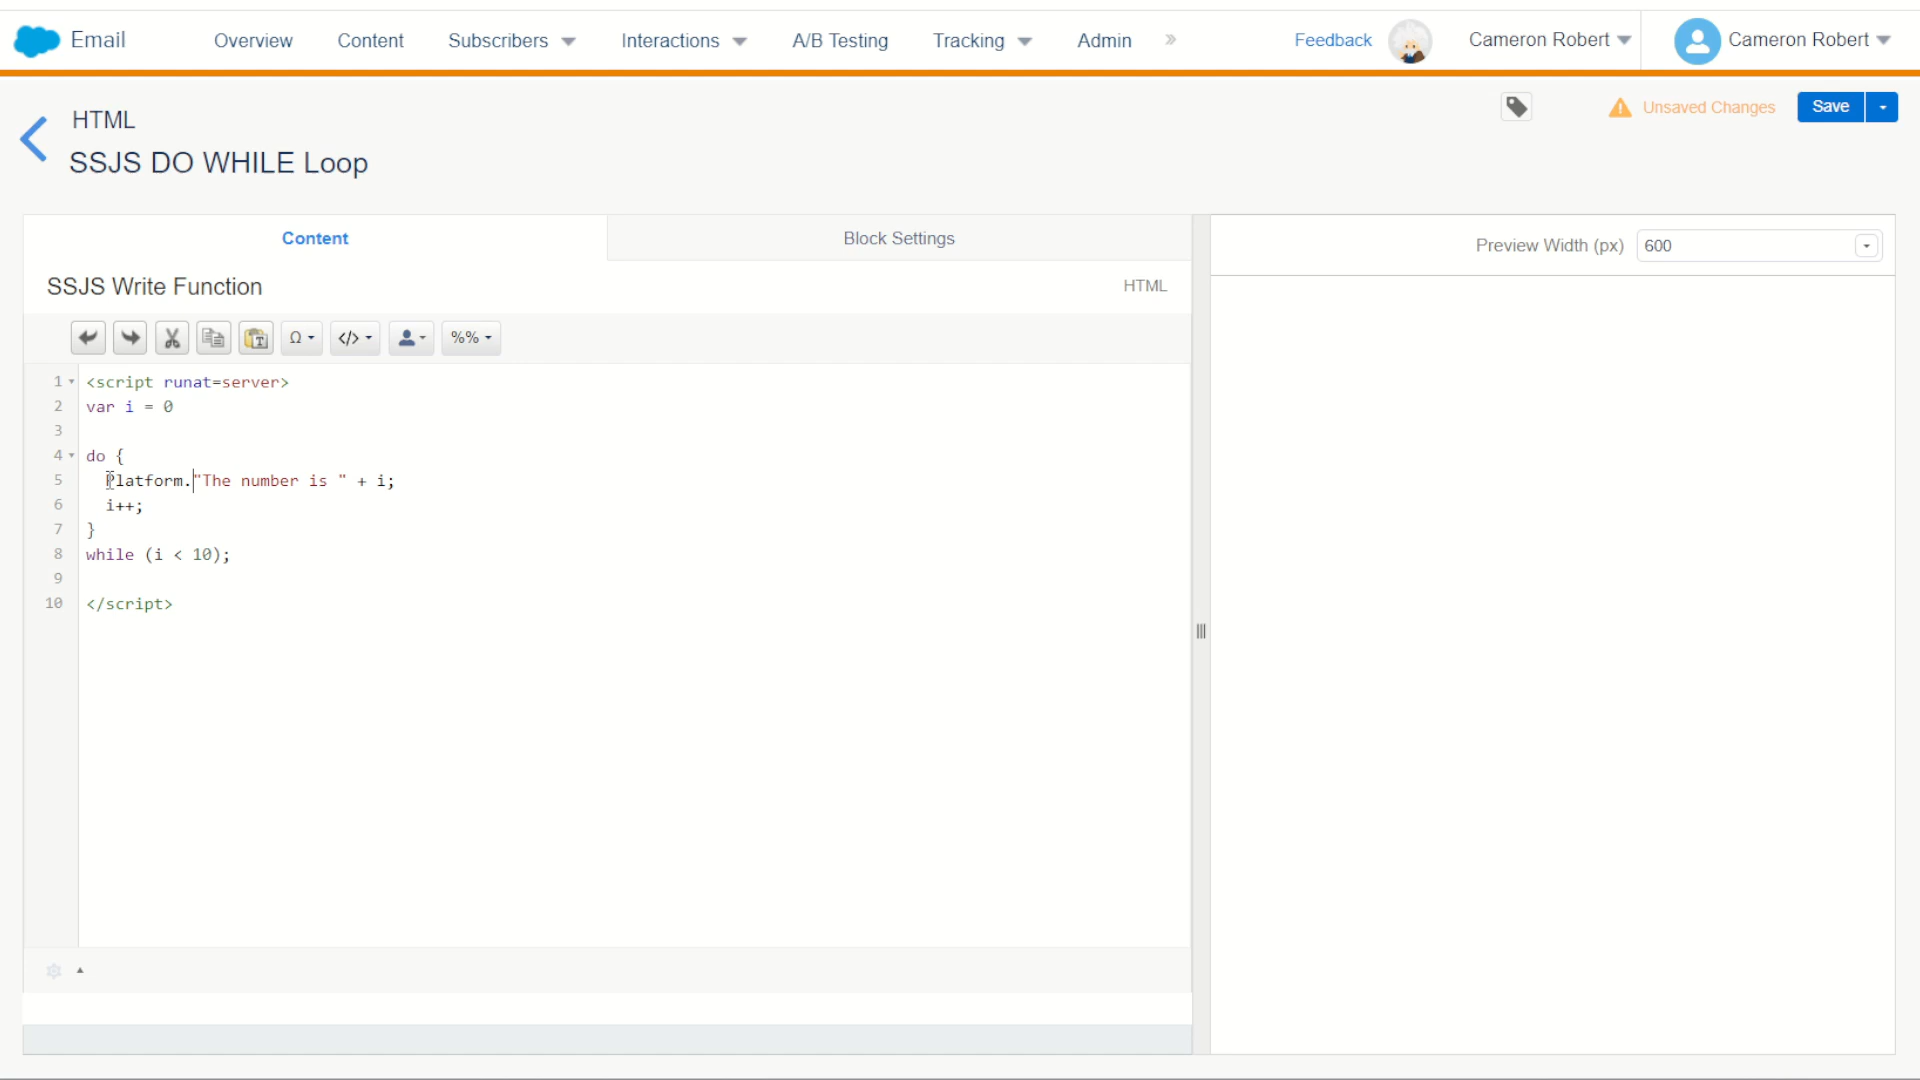 Email Overview Content Subscribers Interactions A/B Testing Tracking Admin » Feedback Cameron Robert Cameron Robert
HTML
SSJS DO WHILE Loop
Unsaved Changes Save
Content Block Settings
Preview Width (px) 600
SSJS Write Function HTML
Ω </> %%
1 <script runat=server>
2 var i = 0
3
4 do {
5 Platform."The number is " + i;
6 i++;
7 }
8 while (i < 10);
9
10 </script>